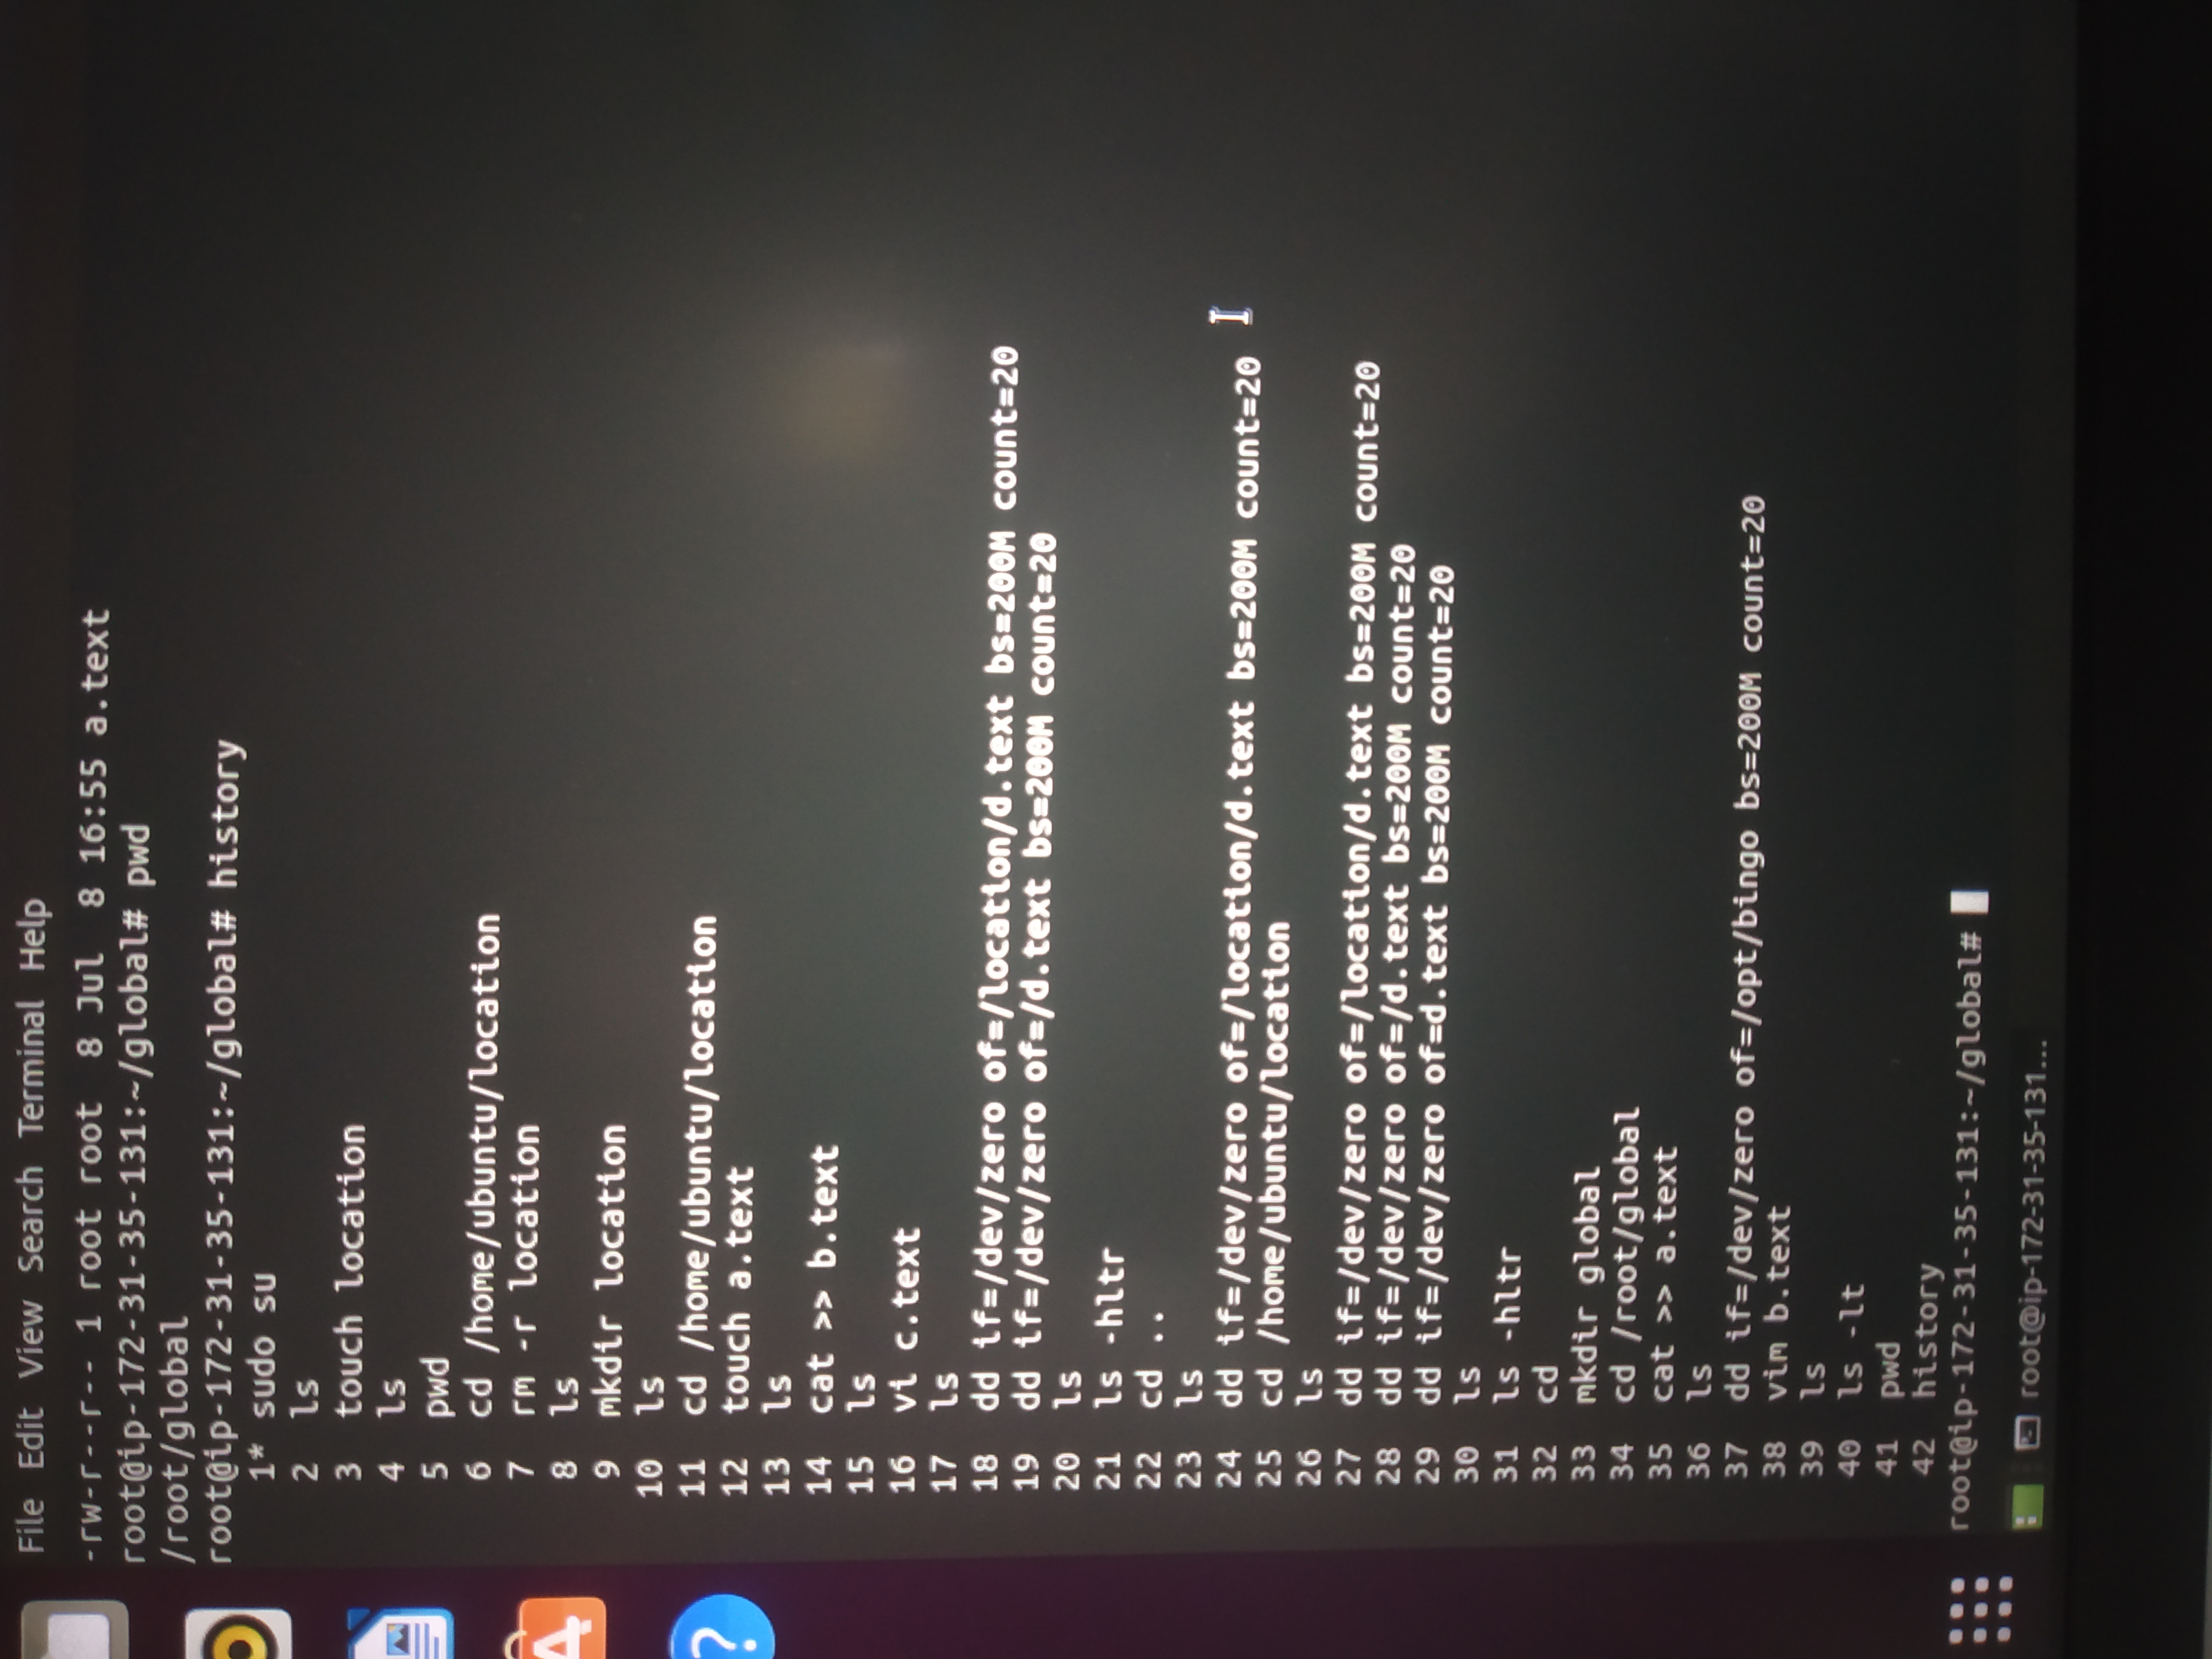 File Edit View Search Terminal Help
-rw-r--r-- 1 root root  8 Jul  8 16:55 a.text
root@ip-172-31-35-131:~/global# pwd
/root/global
root@ip-172-31-35-131:~/global# history
1* sudo su
2 ls
3 touch location
4 ls
5 pwd
6 cd /home/ubuntu/location
7 rm -r location
8 ls
9 mkdir location
10 ls
11 cd /home/ubuntu/location
12 touch a.text
13 ls
14 cat >> b.text
15 ls
16 vi c.text
17 ls
18 dd if=/dev/zero of=/location/d.text bs=200M count=20
19 dd if=/dev/zero of=/d.text bs=200M count=20
20 ls
21 ls -hltr
22 cd ..
23 ls
24 dd if=/dev/zero of=/location/d.text bs=200M count=20
25 cd /home/ubuntu/location
26 ls
27 dd if=/dev/zero of=/location/d.text bs=200M count=20
28 dd if=/dev/zero of=/d.text bs=200M count=20
29 dd if=/dev/zero of=d.text bs=200M count=20
30 ls
31 ls -hltr
32 cd
33 mkdir global
34 cd /root/global
35 cat >> a.text
36 ls
37 dd if=/dev/zero of=/opt/bingo bs=200M count=20
38 vim b.text
39 ls
40 ls -lt
41 pwd
42 history
root@ip-172-31-35-131:~/global#
root@ip-172-31-35-131...